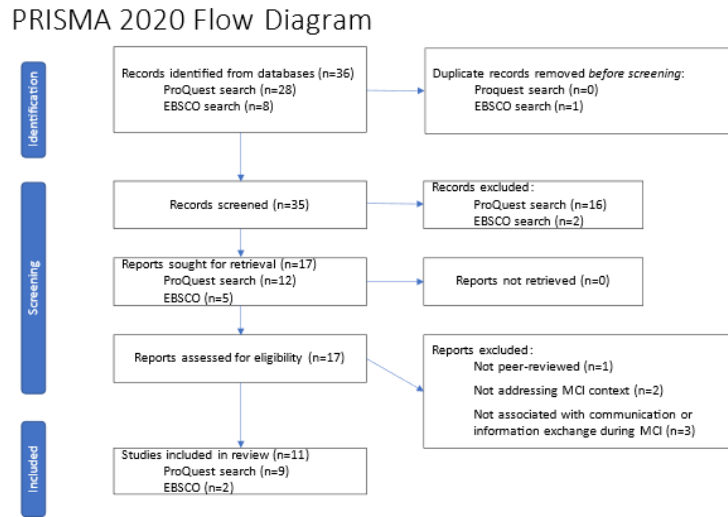 PRISMA 2020 Flow Diagram
Identification
Records identified from databases (n=36)
ProQuest search (n=28)
EBSCO search (n=8)
Duplicate records removed before screening:
Proquest search (n=0)
EBSCO search (n=1)
Screening
Records screened (n=35)
Records excluded:
ProQuest search (n=16)
EBSCO search (n=2)
Reports sought for retrieval (n=17)
ProQuest search (n=12)
EBSCO (n=5)
Reports not retrieved (n=0)
Reports assessed for eligibility (n=17)
Reports excluded:
Not peer-reviewed (n=1)
Not addressing MCI context (n=2)
Not associated with communication or
information exchange during MCI (n=3)
Included
Studies included in review (n=11)
ProQuest search (n=9)
EBSCO (n=2)